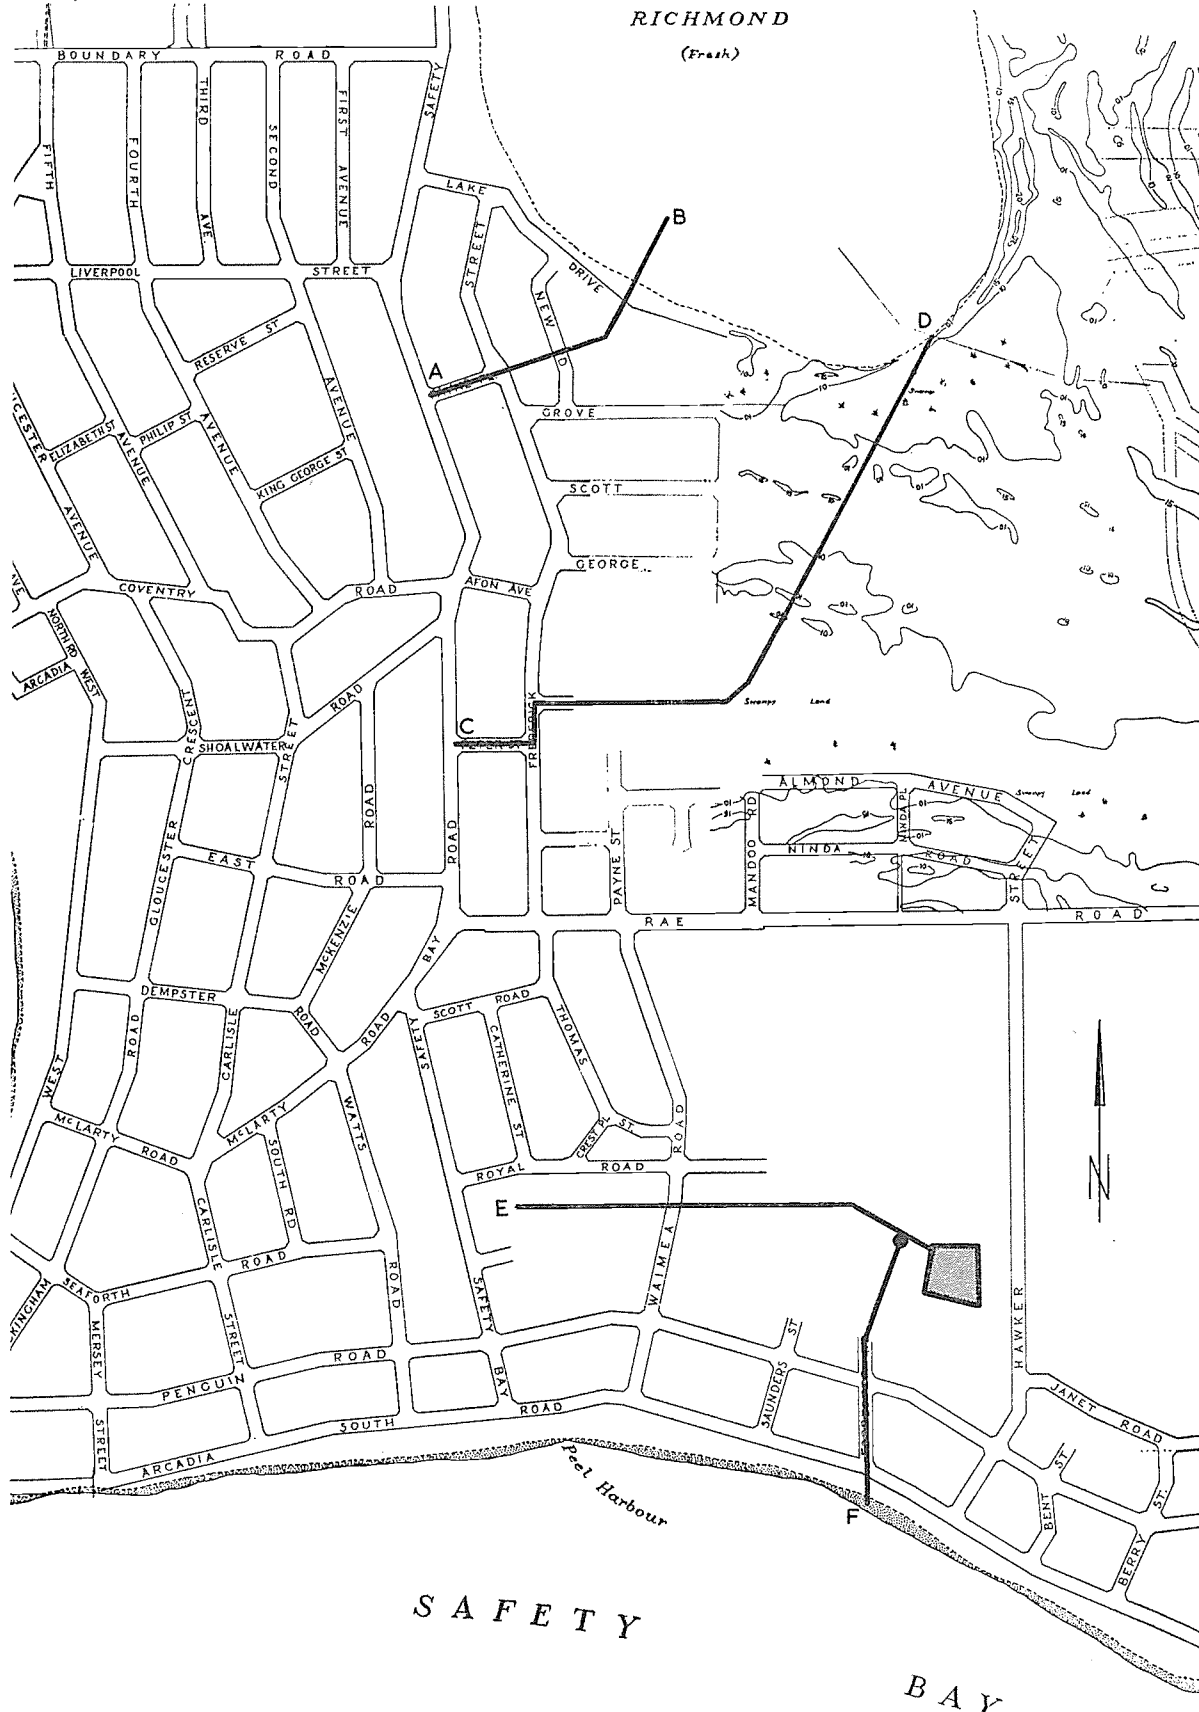 RICHMOND
(Fresh)
BOUNDARY ROAD
SAFETY
FIFTH
FOURTH
THIRD AVE.
SECOND
FIRST AVENUE
LAKE DRIVE
STREET
NEW
LIVERPOOL STREET
RESERVE ST
AVENUE
AVENUE
PHILIP ST
ELIZABETH ST
AVENUE
KING GEORGE ST
AVENUE
A
B
C
D
GROVE
SCOTT
GEORGE
Swamp
COVENTRY ROAD
AFON AVE
NORTH RD
ARCADIA
WEST
CRESCENT
SHOALWATER
STREET
ROAD
FREDERICK
Swampy Land
ALMOND AVENUE
Swampy Land
MANDOO RD
NINDA PL
NINDA ROAD
STREET
PAYNE ST
ROAD
ROAD
GLOUCESTER
EAST ROAD
McKENZIE
RAE ROAD
BAY
DEMPSTER ROAD
ROAD
CARLISLE
ROAD
SCOTT ROAD
SAFETY
CATHERINE ST
THOMAS ST.
CRESY PL
WEST
McLARTY ROAD
McLARTY
SOUTH RD
WATTS
ROAD
ROYAL ROAD
ROAD
N
E
CARLISLE
STREET
ROAD
SEAFORTH
MERSEY
STREET
ROAD
SAFETY
BAY
WAIMEA
HAWKER
PENGUIN ROAD
SAUNDERS ST
JANET ROAD
ARCADIA SOUTH ROAD
BENT ST
BERRY ST.
Peel Harbour
F
SAFETY
BAY